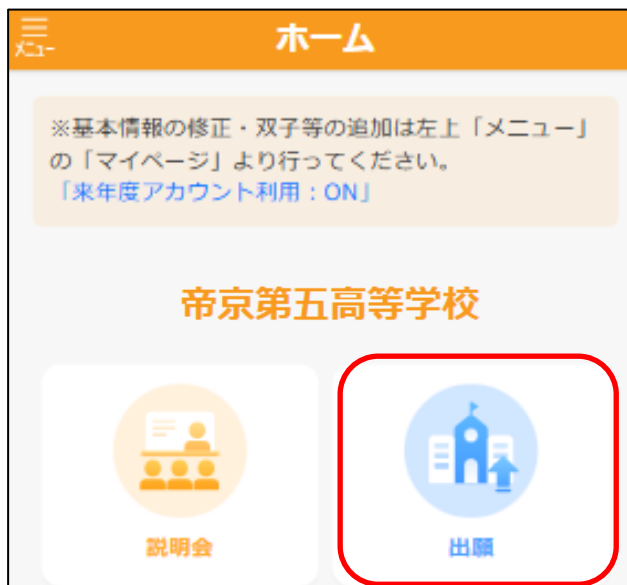 メニュー
ホーム
※基本情報の修正・双子等の追加は左上「メニュー」
の「マイページ」より行ってください。
「来年度アカウント利用：ON」
帝京第五高等学校
説明会
出願